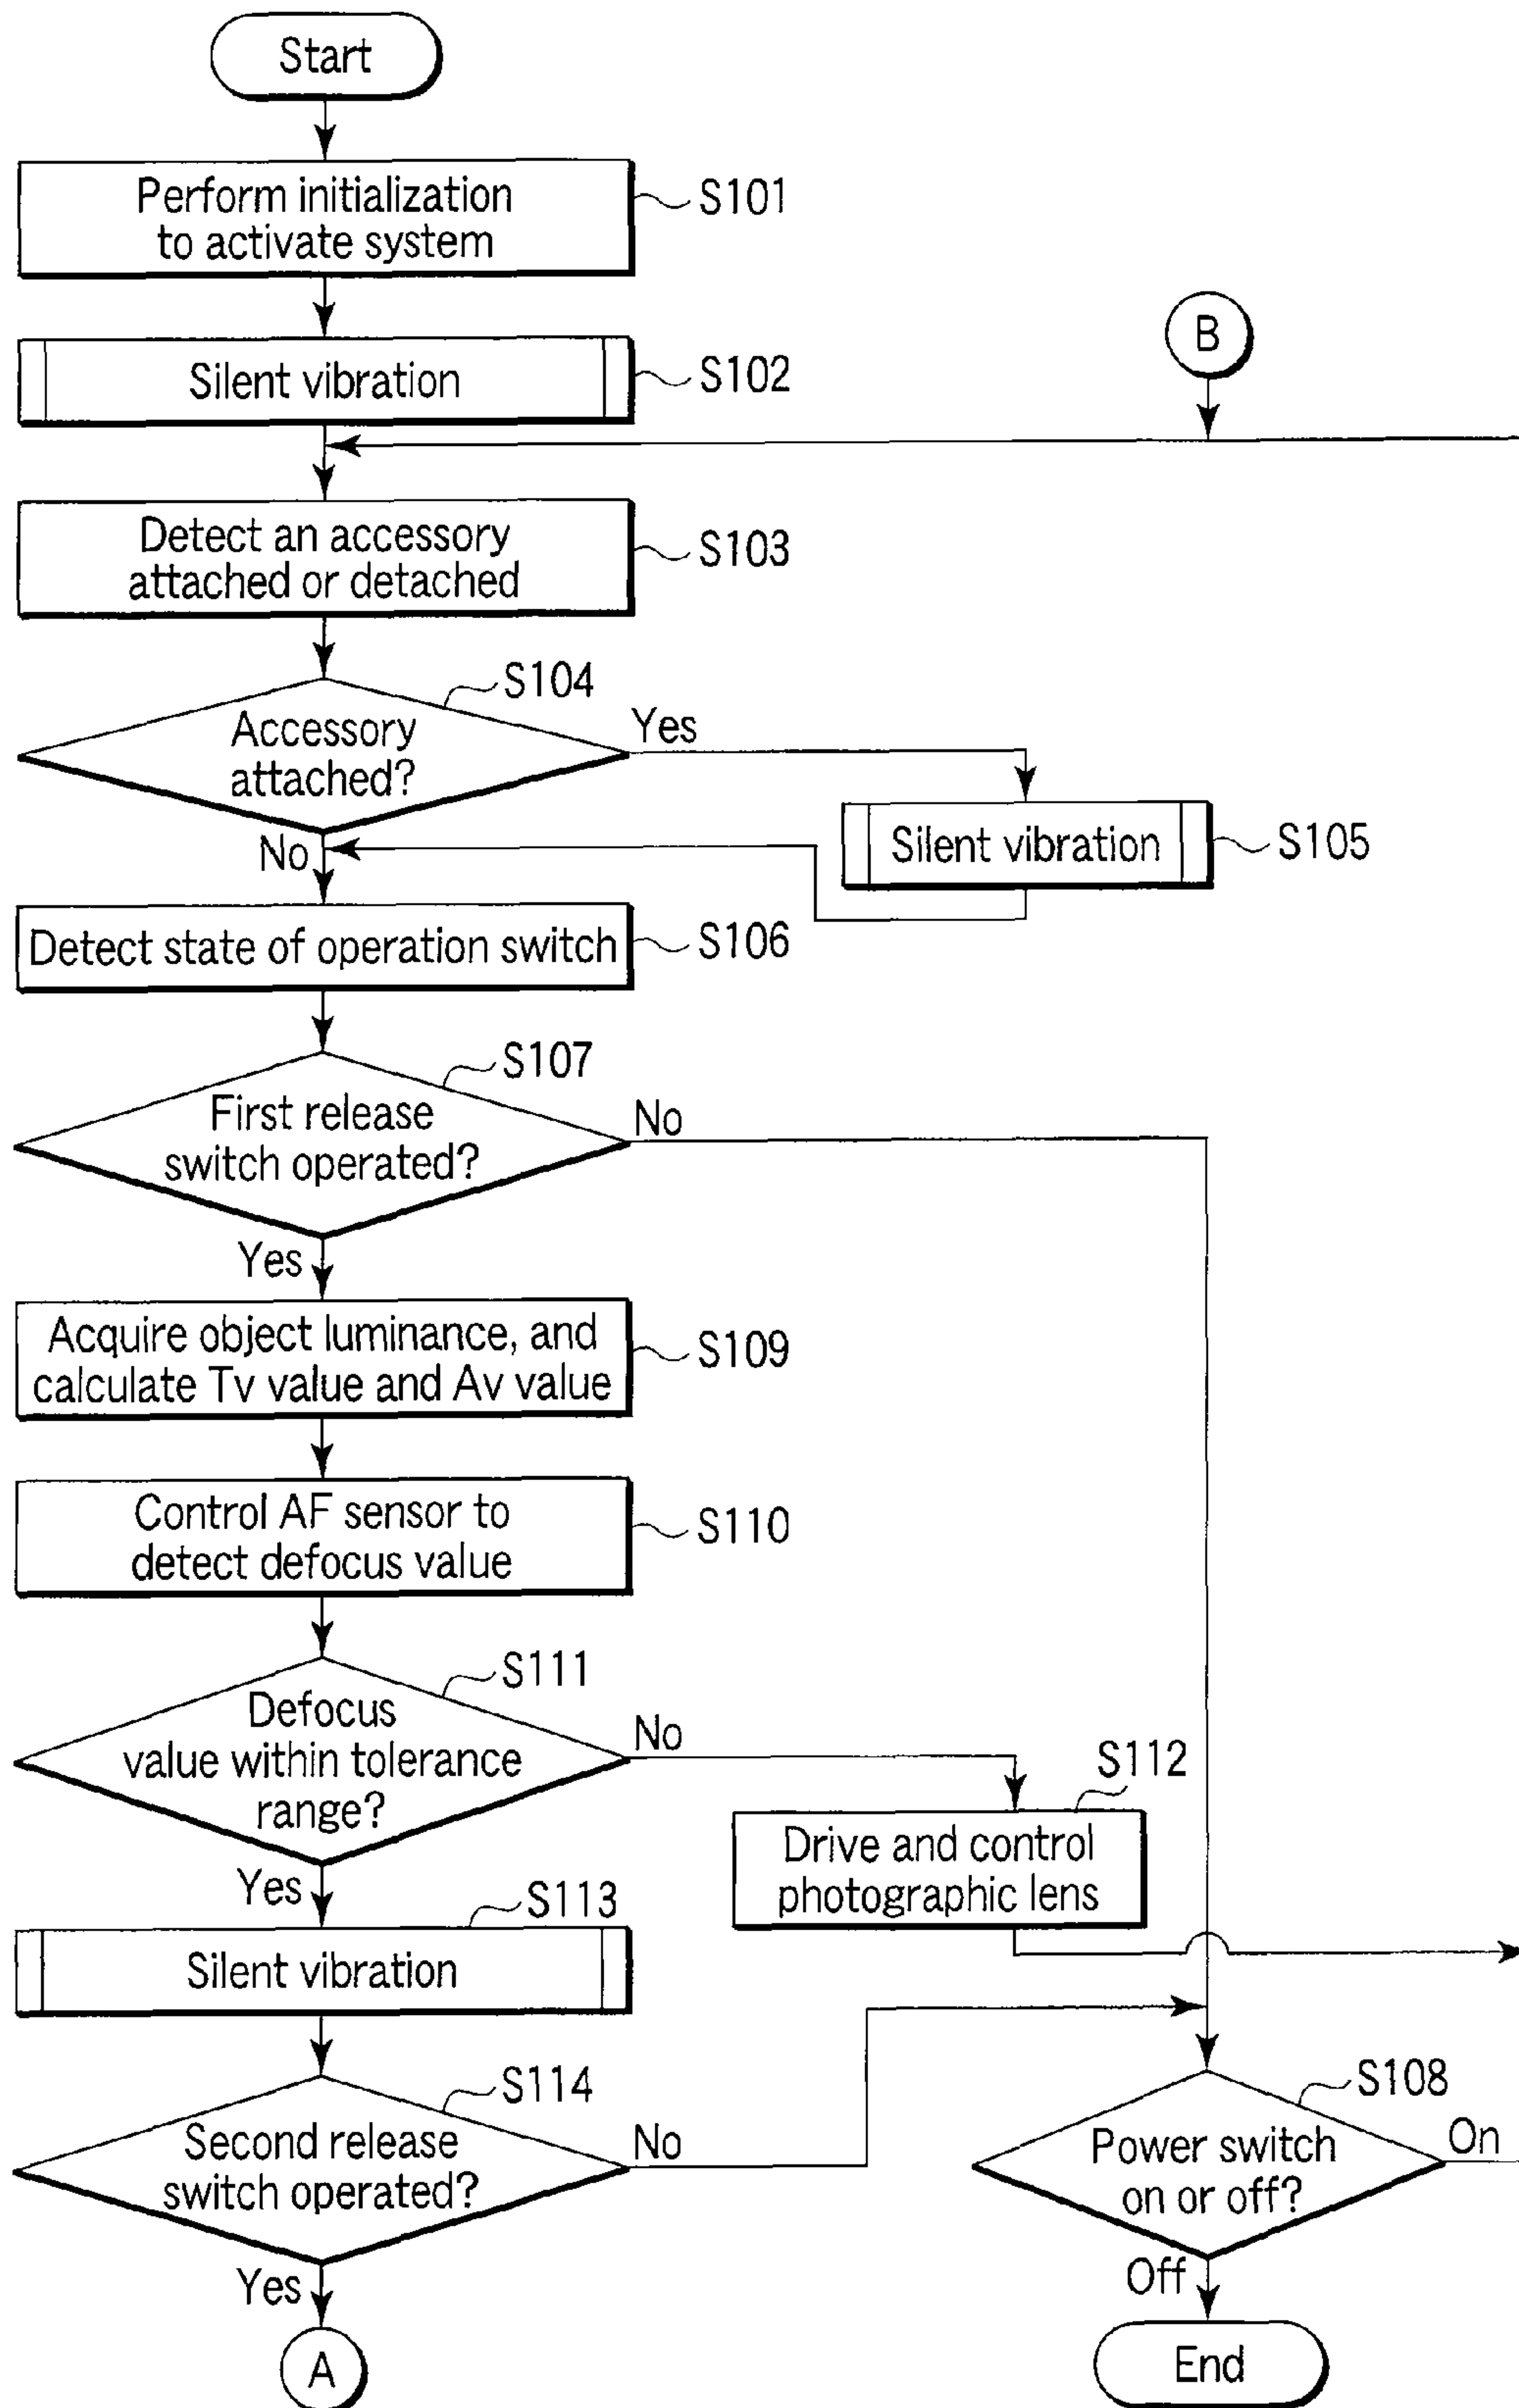 Start
Perform initialization
to activate system
S101
B
Silent vibration
S102
Detect an accessory
attached or detached
S103
S104
Accessory
attached?
Yes
Silent vibration
S105
No
Detect state of operation switch
S106
S107
First release
switch operated?
No
Yes
Acquire object luminance, and
calculate Tv value and Av value
S109
Control AF sensor to
detect defocus value
S110
S111
Defocus
value within tolerance
range?
No
S112
Drive and control
photographic lens
Yes
S113
Silent vibration
S114
Second release
switch operated?
No
S108
Power switch
on or off?
On
Yes
Off
A
End